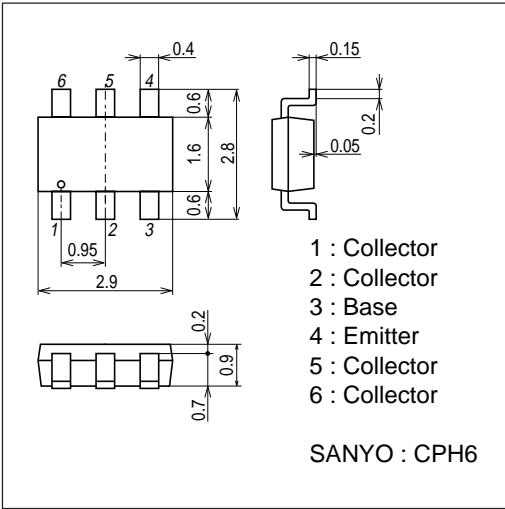 0.4
0.15
6 5 4
0.6
1.6
2.8
0.6
0.2
0.05
1 2 3
0.95
2.9
1 : Collector
2 : Collector
3 : Base
4 : Emitter
5 : Collector
6 : Collector
0.2
0.9
0.7
SANYO : CPH6